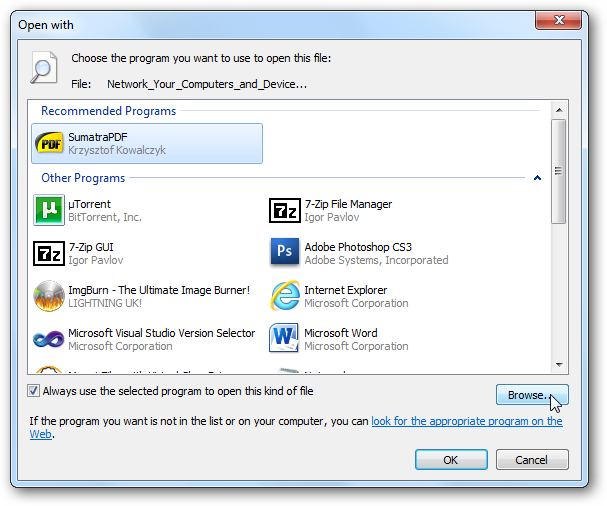 Open with
Choose the program you want to use to open this file:
File: Network_Your_Computers_and_Device...
Recommended Programs
PDF
SumatraPDF
Krzysztof Kowalczyk
Other Programs
µ
µTorrent
BitTorrent, Inc.
7z
7-Zip File Manager
Igor Pavlov
7z
7-Zip GUI
Igor Pavlov
Ps
Adobe Photoshop CS3
Adobe Systems, Incorporated
ImgBurn - The Ultimate Image Burner!
LIGHTNING UK!
Internet Explorer
Microsoft Corporation
Microsoft Visual Studio Version Selector
Microsoft Corporation
W
Microsoft Word
Microsoft Corporation
Always use the selected program to open this kind of file
Browse...
If the program you want is not in the list or on your computer, you can look for the appropriate program on the
Web.
OK
Cancel